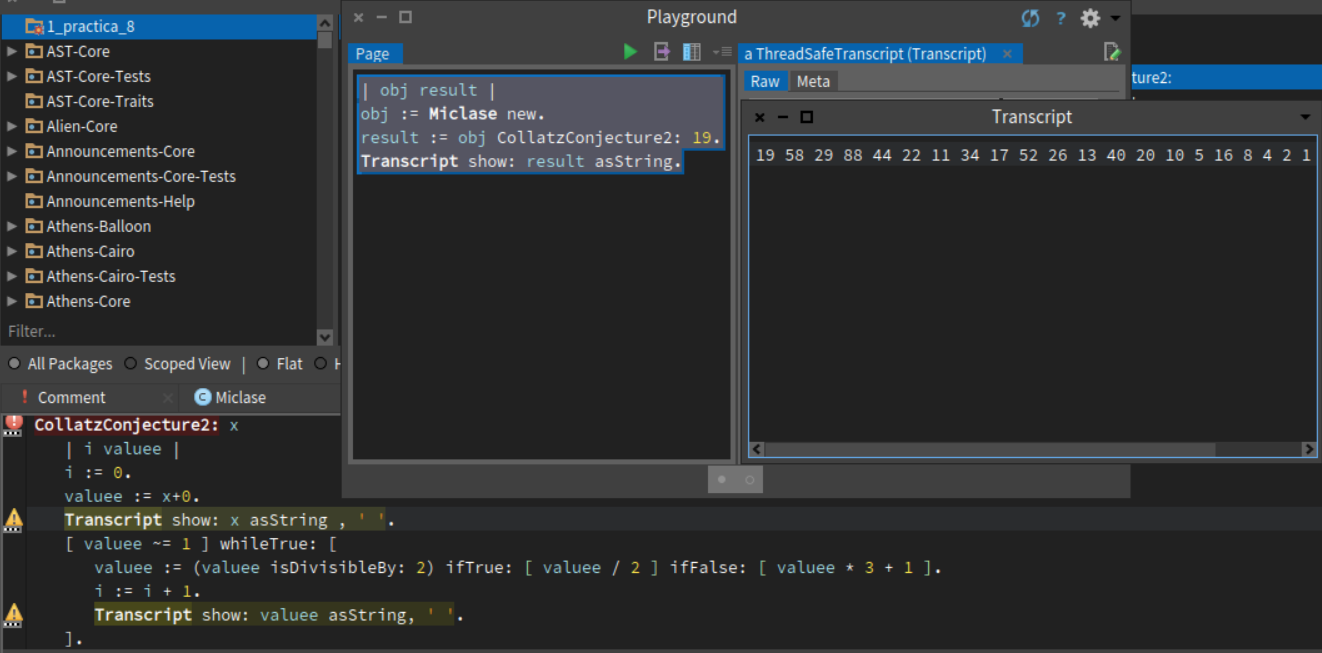 1_practica_8
AST-Core
AST-Core-Tests
AST-Core-Traits
Alien-Core
Announcements-Core
Announcements-Core-Tests
Announcements-Help
Athens-Balloon
Athens-Cairo
Athens-Cairo-Tests
Athens-Core
Filter...
All Packages Scoped View | Flat
Comment
Miclase
Playground
?
Page
| obj result |
obj := Miclase new.
result := obj CollatzConjecture2: 19.
Transcript show: result asString.
a ThreadSafeTranscript (Transcript)
Raw Meta
ture2:
Transcript
19 58 29 88 44 22 11 34 17 52 26 13 40 20 10 5 16 8 4 2 1
CollatzConjecture2: x
| i valuee |
i := 0.
valuee := x+0.
Transcript show: x asString , ' '.
[ valuee ~= 1 ] whileTrue: [
valuee := (valuee isDivisibleBy: 2) ifTrue: [ valuee / 2 ] ifFalse: [ valuee * 3 + 1 ].
i := i + 1.
Transcript show: valuee asString, ' '.
].